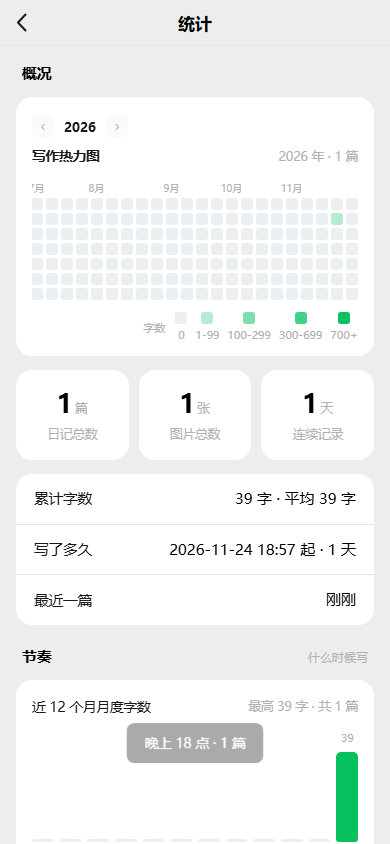 统计
概况
‹ 2026 ›
写作热力图 2026 年 · 1 篇
月 8月 9月 10月 11月
字数 0 1-99 100-299 300-699 700+
1 篇 1 张 1 天
日记总数 图片总数 连续记录
累计字数 39 字 · 平均 39 字
写了多久 2026-11-24 18:57 起 · 1 天
最近一篇 刚刚
节奏 什么时候写
近 12 个月月度字数 最高 39 字 · 共 1 篇
晚上 18 点 · 1 篇
39